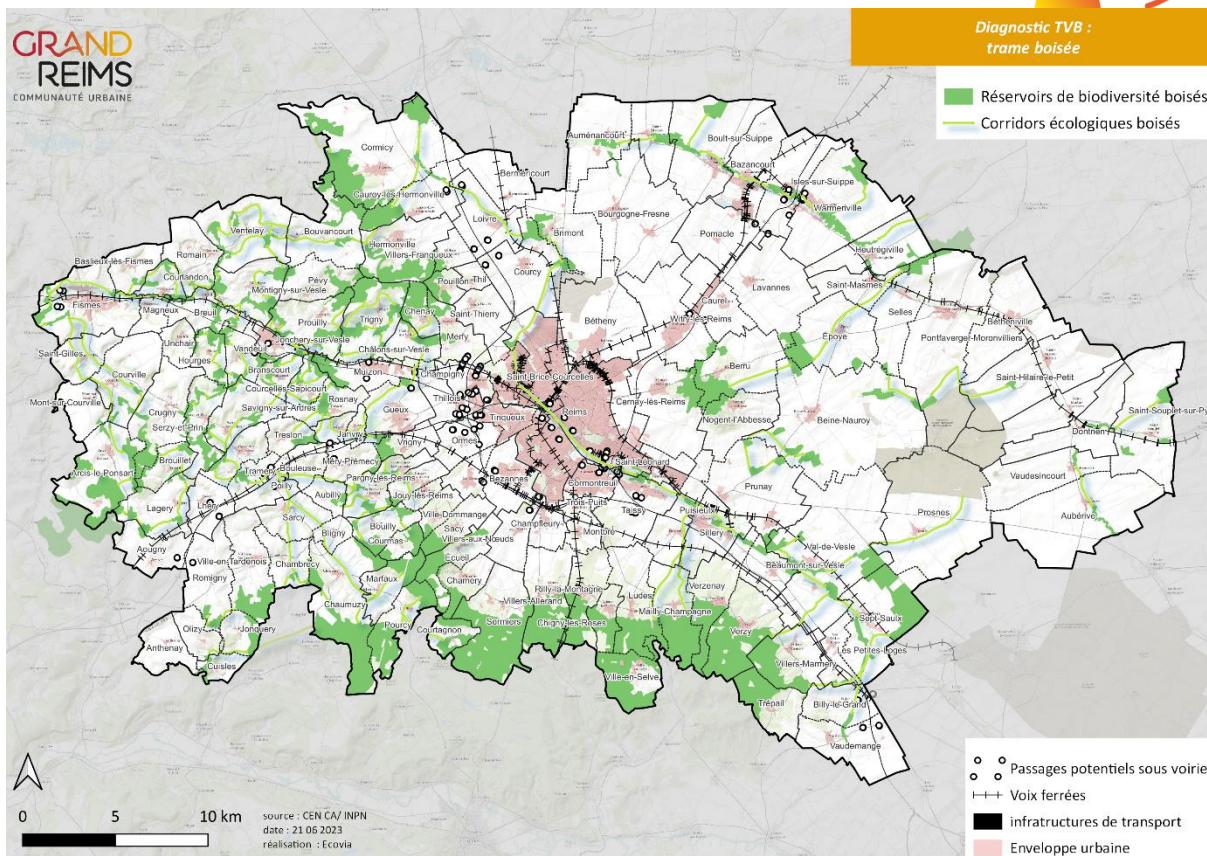 GRAND
REIMS
COMMUNAUTÉ URBAINE
Diagnostic TVB :
trame boisée
Réservoirs de biodiversité boisés
Corridors écologiques boisés
Cormicy
Auménancourt
Boult-sur-Suippe
Bazancourt
Isles-sur-Suippe
Warmeriville
Berméricourt
Cauroy-lès-Hermonville
Loivre
Bourgogne-Fresne
Pomacle
Heutrégiville
Ventelay
Bouvancourt
Hermonville
Villers-Franqueux
Brimont
Romain
Baslieux-lès-Fismes
Courlandon
Pévy
Montigny-sur-Vesle
Pouillon
Thil
Courcy
Lavannes
Saint-Masmes
Selles
Fismes
Magneux
Breuil
Prouilly
Trigny
Chenay
Saint-Thierry
Merfy
Caurel
Witry-lès-Reims
Bétheny
Bétheniville
Pontfaverger-Moronvilliers
Époye
Unchair
Vandeuil
Jonchery-sur-Vesle
Châlons-sur-Vesle
Hourges
Branscourt
Muizon
Champigny
Saint-Brice-Courcelles
Berru
Saint-Gilles
Courville
Courcelles-Sapicourt
Thillois
Saint-Hilaire-le-Petit
Mont-sur-Courville
Crugny
Savigny-sur-Ardres
Rosnay
Gueux
Tinqueux
Reims
Cernay-lès-Reims
Nogent-l'Abbesse
Beine-Nauroy
Saint-Souplet-sur-Py
Serzy-et-Prin
Treslon
Janvry
Vrigny
Ormes
Dontrien
Brouillet
Méry-Prémecy
Saint-Léonard
Arcis-le-Ponsart
Tramery
Bouleuse
Poilly
Pargny-lès-Reims
Bezannes
Cormontreuil
Prunay
Vaudesincourt
Lagery
Lhéry
Aubilly
Jouy-lès-Reims
Trois-Puits
Taissy
Puisieulx
Prosnes
Aubérive
Sarcy
Bouilly
Ville-Dommange
Champfleury
Aougny
Bligny
Courmas
Sacy
Villers-aux-Nœuds
Montbré
Sillery
Val-de-Vesle
Ville-en-Tardenois
Chambrecy
Écueil
Beaumont-sur-Vesle
Romigny
Marfaux
Chamery
Rilly-la-Montagne
Ludes
Verzenay
Chaumuzy
Villers-Allerand
Mailly-Champagne
Sept-Saulx
Olizy
Jonquery
Pourcy
Courtagnon
Sermiers
Chigny-les-Roses
Verzy
Anthenay
Les Petites-Loges
Cuisles
Villers-Marmery
Ville-en-Selve
Trépail
Billy-le-Grand
Vaudemange
0 5 10 km
source : CEN CA/ INPN
date : 21 06 2023
réalisation : Ecovia
Passages potentiels sous voirie
Voix ferrées
infratructures de transport
Enveloppe urbaine